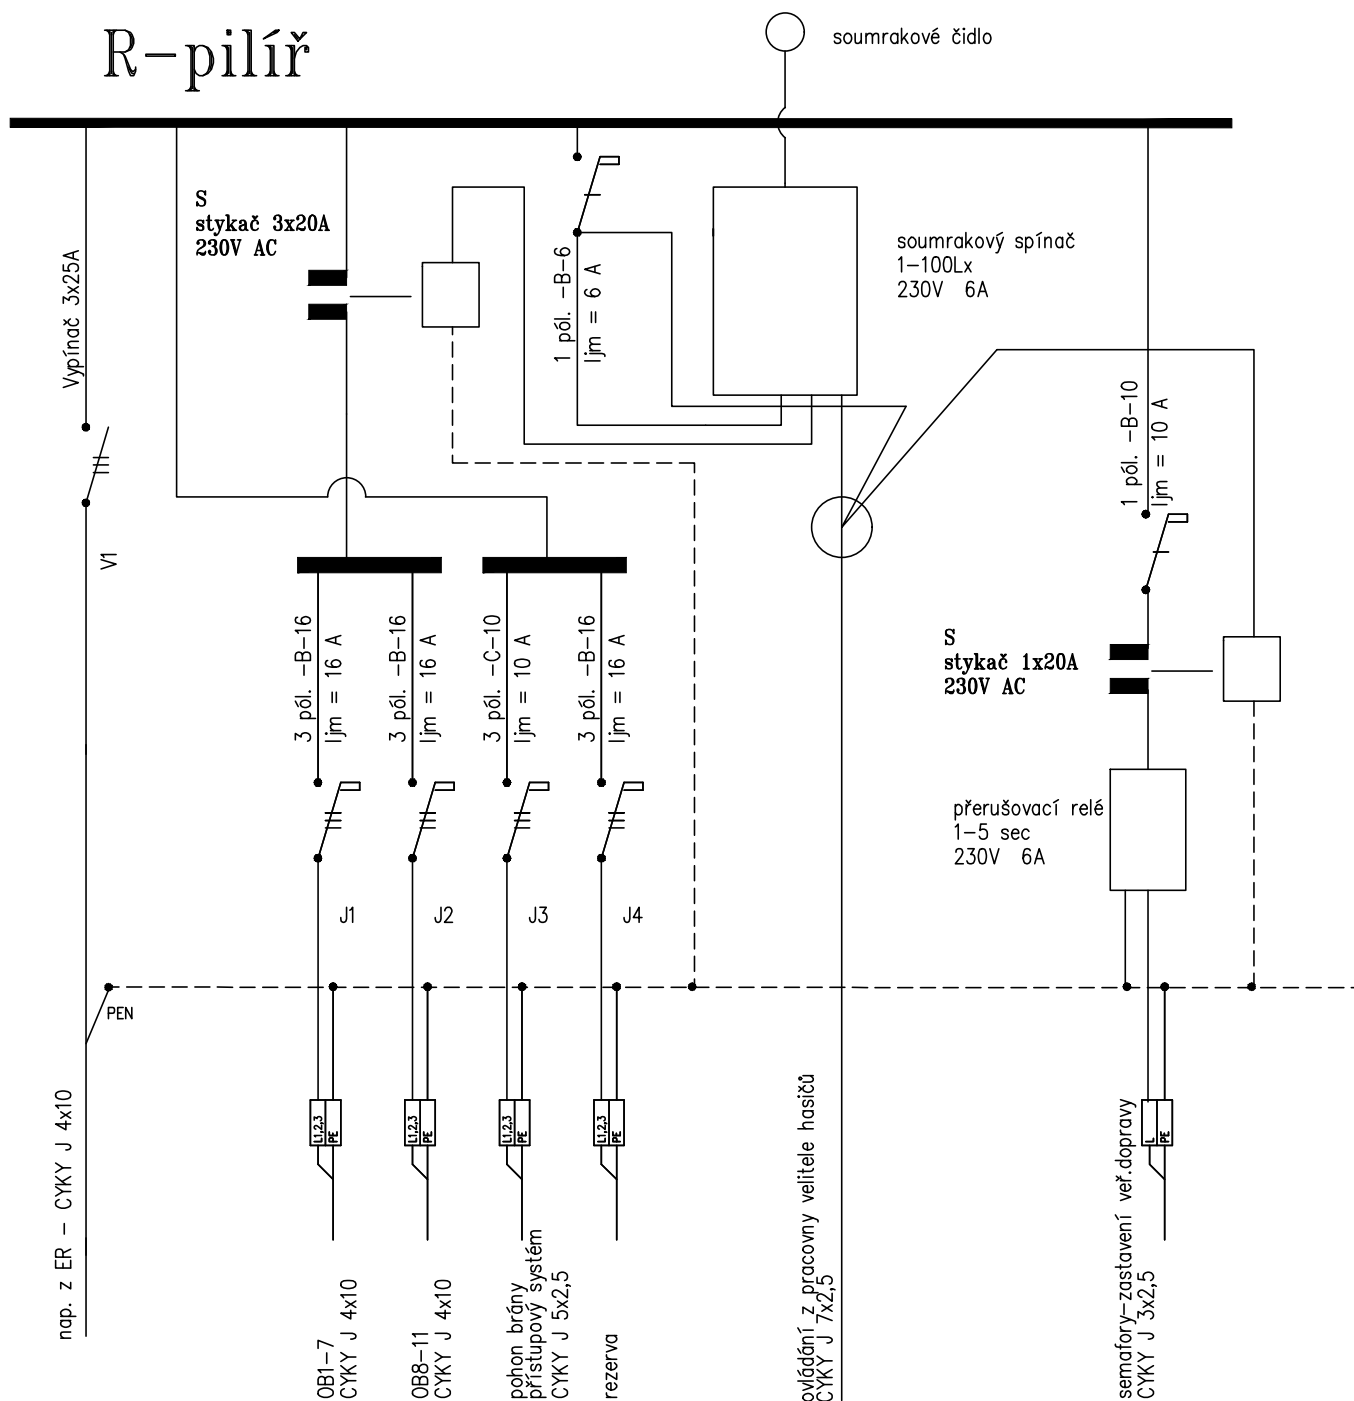 R-pilíř
soumrakové čidlo
S
stykač 3x20A
230V AC
soumrakový spínač
1-100Lx
230V 6A
Vypínač 3x25A
V1
1 pól. -B-6
Ijm = 6 A
1 pól. -B-10
Ijm = 10 A
3 pól. -B-16
Ijm = 16 A
3 pól. -B-16
Ijm = 16 A
3 pól. -C-10
Ijm = 10 A
3 pól. -B-16
Ijm = 16 A
S
stykač 1x20A
230V AC
přerušovací relé
1-5 sec
230V 6A
J1
J2
J3
J4
PEN
L1,2,3
PE
L1,2,3
PE
L1,2,3
PE
L1,2,3
PE
L
PE
nap. z ER - CYKY J 4x10
OB1-7
CYKY J 4x10
OB8-11
CYKY J 4x10
pohon brány
přístupový systém
CYKY J 5x2,5
rezerva
ovládání z pracovny velitele hasičů
CYKY J 7x2,5
semafory-zastavení veř.dopravy
CYKY J 3x2,5